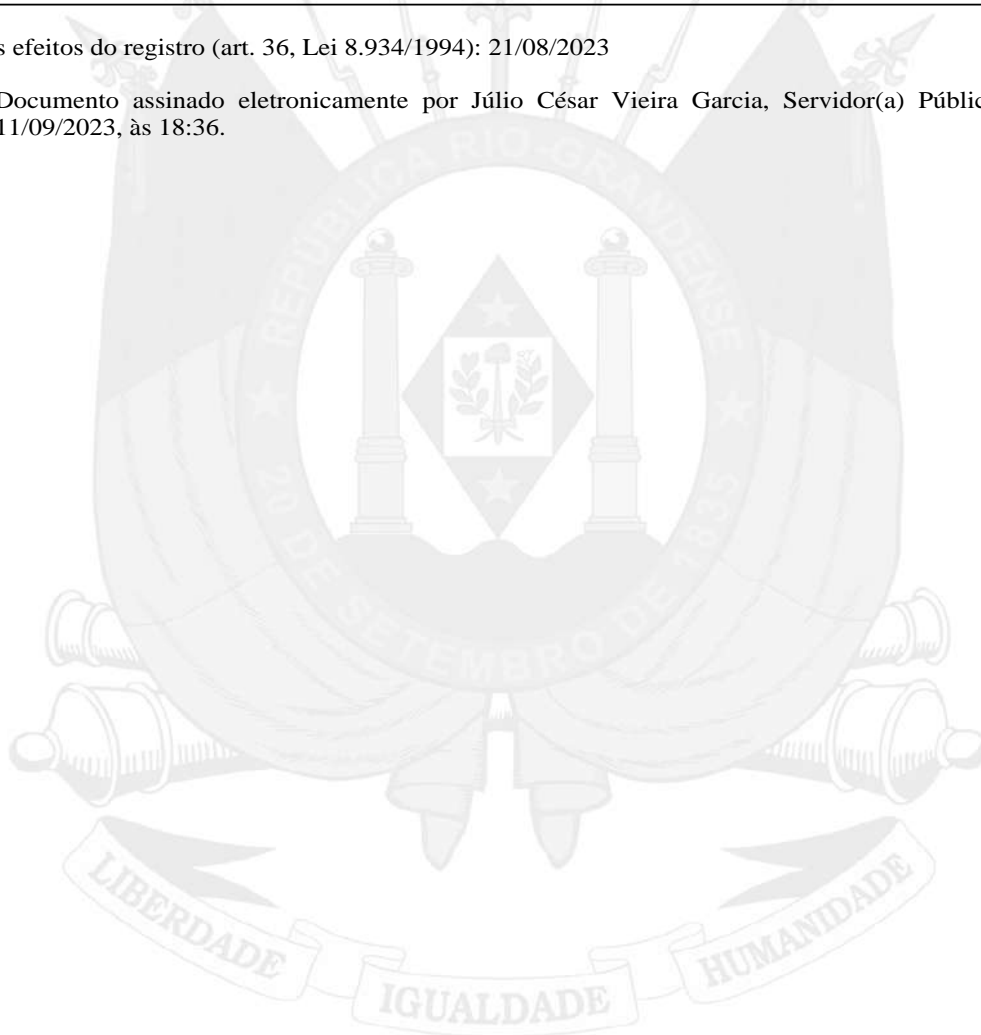 s efeitos do registro (art. 36, Lei 8.934/1994): 21/08/2023
Documento assinado eletronicamente por Júlio César Vieira Garcia, Servidor(a) Públic
11/09/2023, às 18:36.
REPÚBLICA RIO-GRANDENSE
20 DE SETEMBRO DE 1835
LIBERDADE
IGUALDADE
HUMANIDADE